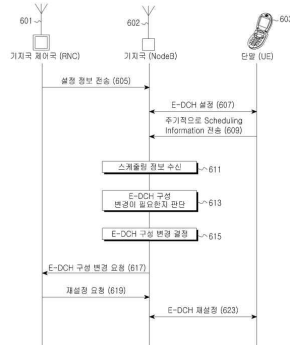 601
602
603
기지국 제어국 (RNC)
기지국 (NodeB)
단말 (UE)
설정 정보 전송 (605)
E-DCH 설정 (607)
주기적으로 Scheduling
Information 전송 (609)
스케줄링 정보 수신
611
E-DCH 구성
변경이 필요한지 판단
613
E-DCH 구성 변경 결정
615
E-DCH 구성 변경 요청 (617)
재설정 요청 (619)
E-DCH 재설정 (623)